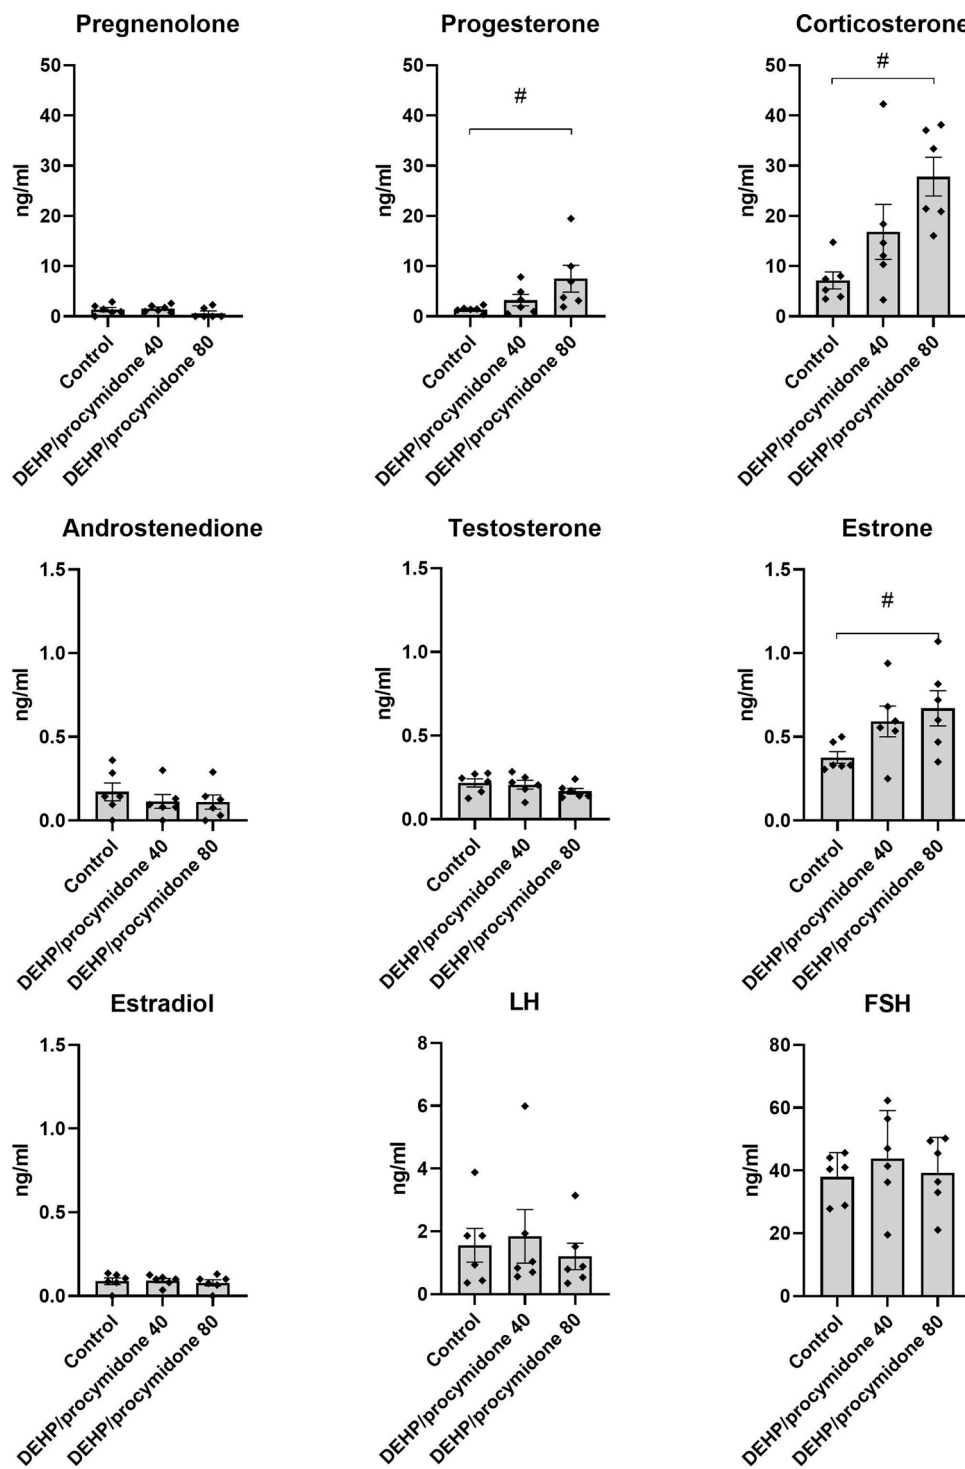 Pregnenolone
50
40
30
20
10
0
ng/ml
Control
DEHP/procymidone 40
DEHP/procymidone 80
Progesterone
50
40
30
20
10
0
ng/ml
#
Control
DEHP/procymidone 40
DEHP/procymidone 80
Corticosterone
50
40
30
20
10
0
ng/ml
#
Control
DEHP/procymidone 40
DEHP/procymidone 80
Androstenedione
1.5
1.0
0.5
0.0
ng/ml
Control
DEHP/procymidone 40
DEHP/procymidone 80
Testosterone
1.5
1.0
0.5
0.0
ng/ml
Control
DEHP/procymidone 40
DEHP/procymidone 80
Estrone
1.5
1.0
0.5
0.0
ng/ml
#
Control
DEHP/procymidone 40
DEHP/procymidone 80
Estradiol
1.5
1.0
0.5
0.0
ng/ml
Control
DEHP/procymidone 40
DEHP/procymidone 80
LH
8
6
4
2
0
ng/ml
Control
DEHP/procymidone 40
DEHP/procymidone 80
FSH
80
60
40
20
0
ng/ml
Control
DEHP/procymidone 40
DEHP/procymidone 80